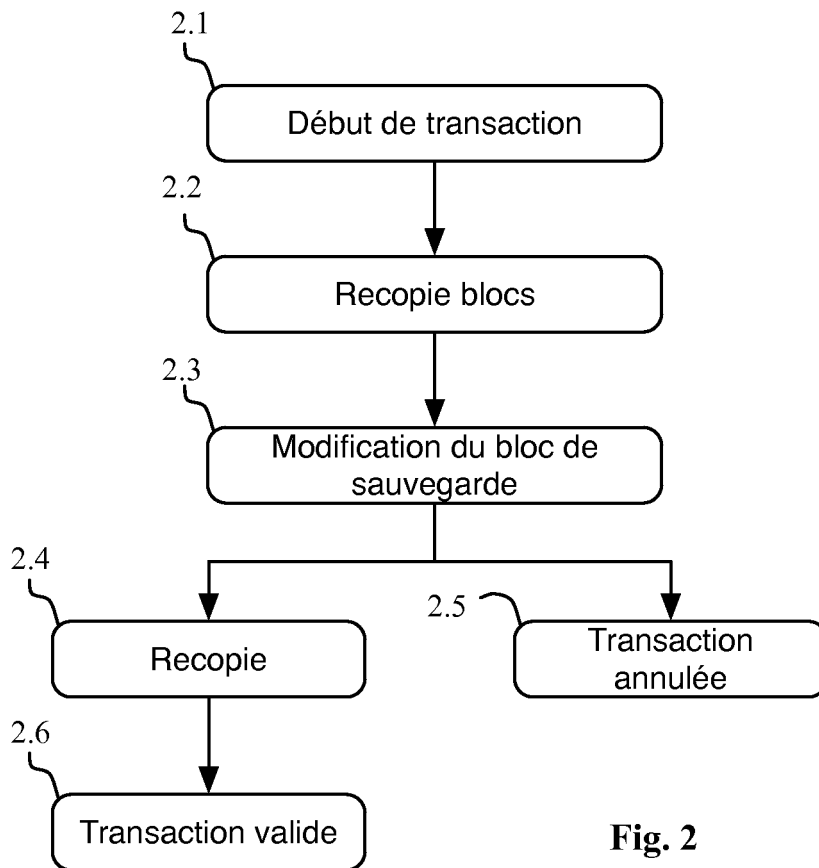 2.1
Début de transaction
2.2
Recopie blocs
2.3
Modification du bloc de
sauvegarde
2.4
Recopie
2.5
Transaction
annulée
2.6
Transaction valide
Fig. 2